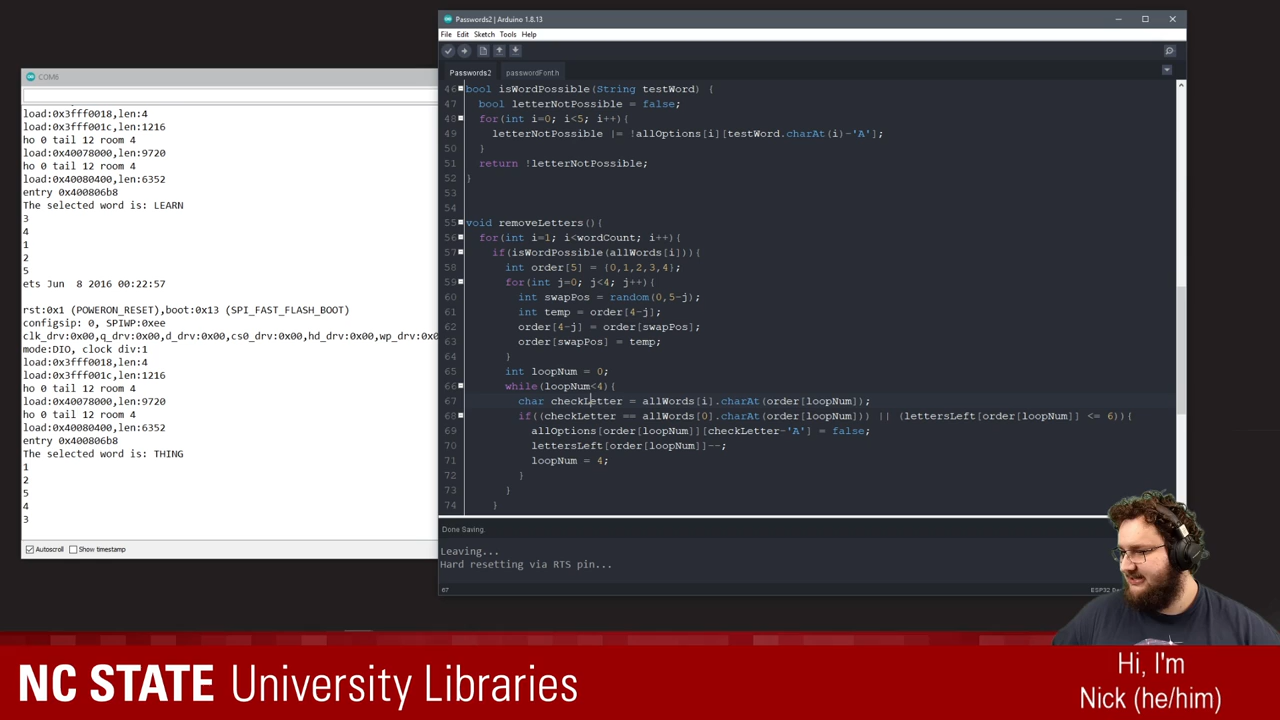 COM6
load:0x3fff0018,len:4
load:0x3fff001c,len:1216
ho 0 tail 12 room 4
load:0x40078000,len:9720
ho 0 tail 12 room 4
load:0x40080400,len:6352
entry 0x400806b8
The selected word is: LEARN
3
4
1
2
5
ets Jun  8 2016 00:22:57
rst:0x1 (POWERON_RESET),boot:0x13 (SPI_FAST_FLASH_BOOT)
configsip: 0, SPIWP:0xee
clk_drv:0x00,q_drv:0x00,d_drv:0x00,cs0_drv:0x00,hd_drv:0x00,wp_drv:0x0
mode:DIO, clock div:1
load:0x3fff0018,len:4
load:0x3fff001c,len:1216
ho 0 tail 12 room 4
load:0x40078000,len:9720
ho 0 tail 12 room 4
load:0x40080400,len:6352
entry 0x400806b8
The selected word is: THING
1
2
5
4
3
Autoscroll Show timestamp
Passwords2 | Arduino 1.8.13
File Edit Sketch Tools Help
Passwords2 passwordFont.h
46 bool isWordPossible(String testWord) {
47 bool letterNotPossible = false;
48 for(int i=0; i<5; i++){
49 letterNotPossible |= !allOptions[i][testWord.charAt(i)-'A'];
50 }
51 return !letterNotPossible;
52 }
53
54
55 void removeLetters(){
56 for(int i=1; i<wordCount; i++){
57 if(isWordPossible(allWords[i])){
58 int order[5] = {0,1,2,3,4};
59 for(int j=0; j<4; j++){
60 int swapPos = random(0,5-j);
61 int temp = order[4-j];
62 order[4-j] = order[swapPos];
63 order[swapPos] = temp;
64 }
65 int loopNum = 0;
66 while(loopNum<4){
67 char checkLetter = allWords[i].charAt(order[loopNum]);
68 if((checkLetter == allWords[0].charAt(order[loopNum])) || (lettersLeft[order[loopNum]] <= 6)){
69 allOptions[order[loopNum]][checkLetter-'A'] = false;
70 lettersLeft[order[loopNum]]--;
71 loopNum = 4;
72 }
73 }
74 }
Done Saving.
Leaving...
Hard resetting via RTS pin...
67
NC STATE University Libraries
Hi, I'm
Nick (he/him)